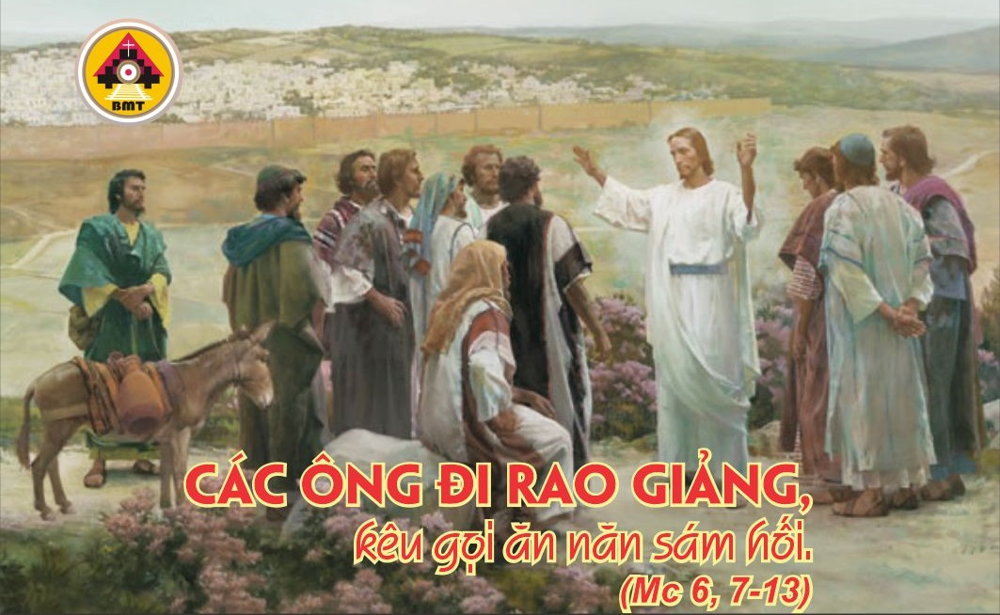 BMT
CÁC ÔNG ĐI RAO GIẢNG,
kêu gọi ăn năn sám hối.
(Mc 6, 7-13)